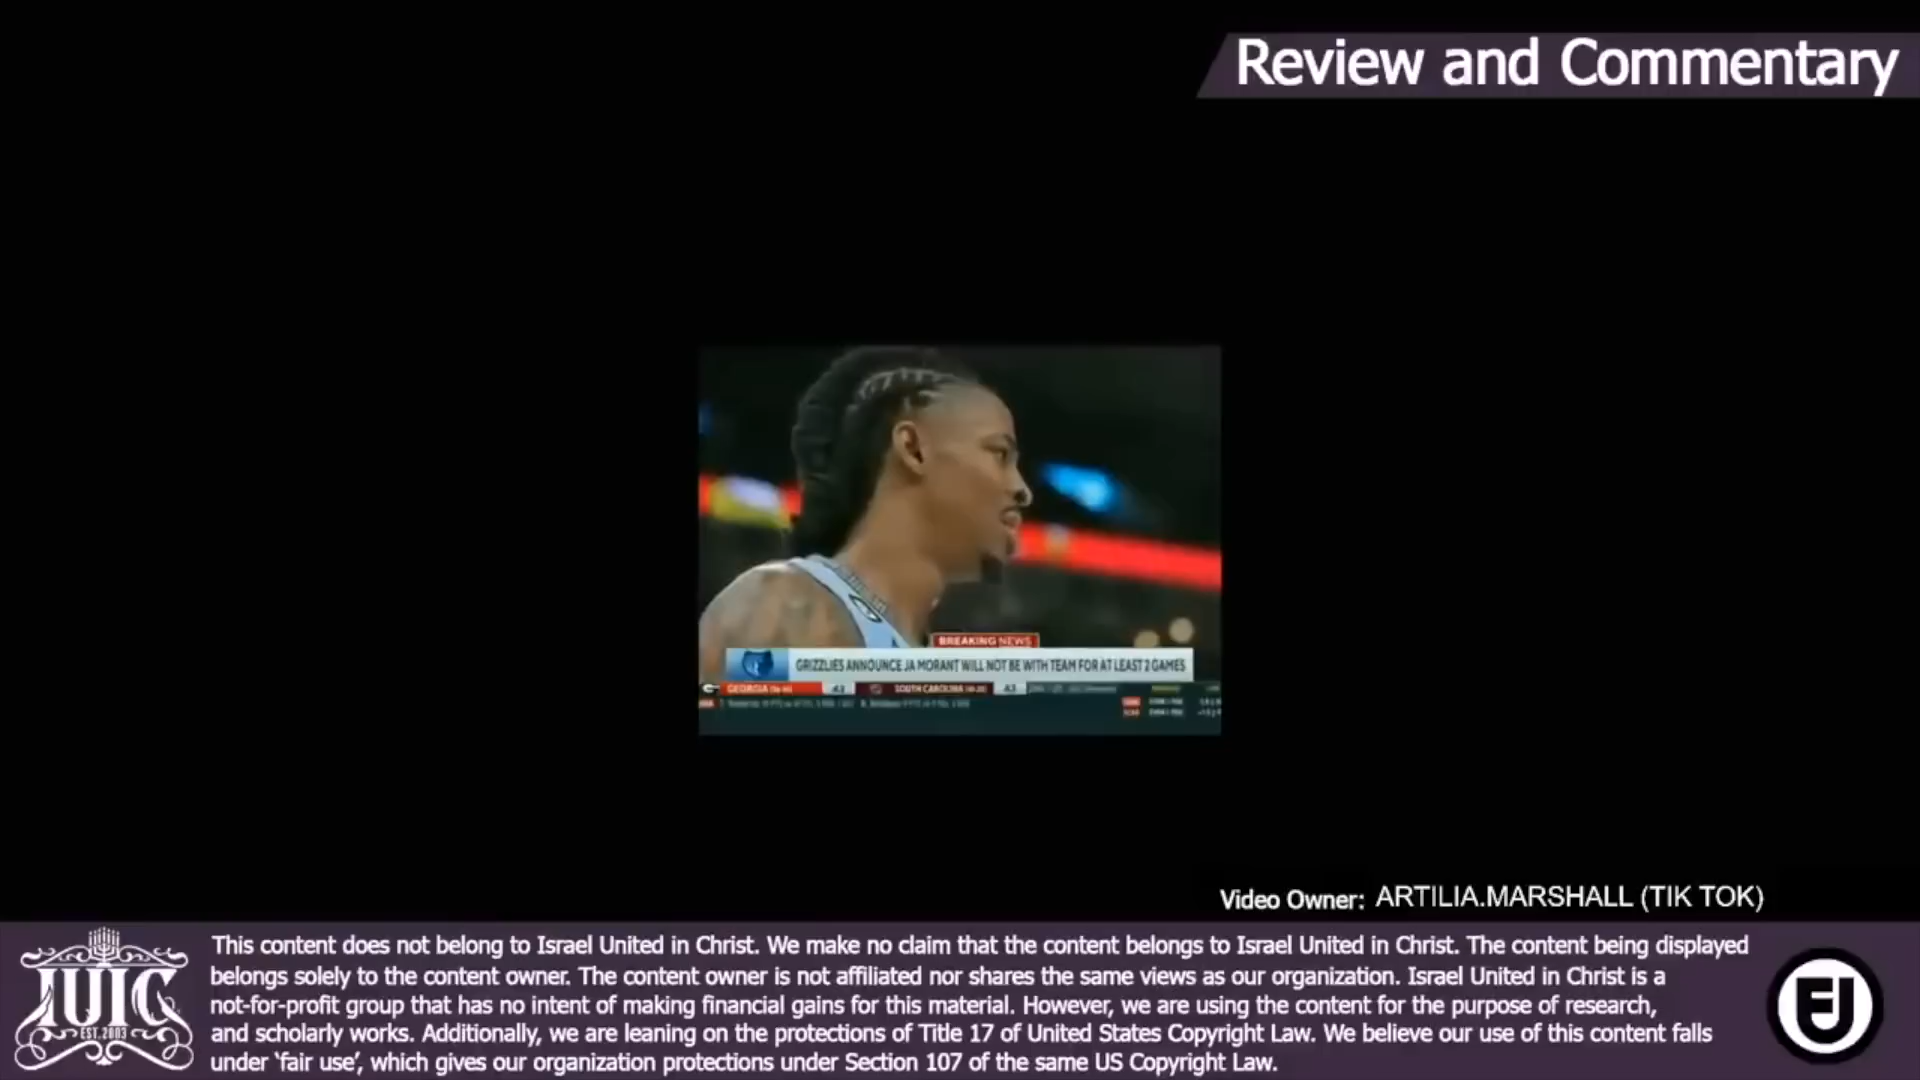 Review and Commentary
BREAKING NEWS
GRIZZLIES ANNOUNCE JA MORANT WILL NOT BE WITH TEAM FOR AT LEAST 2 GAMES
GEORGIA 43 SOUTH CAROLINA 43
Video Owner: ARTILIA.MARSHALL (TIK TOK)
IUIC
EST. 2003
This content does not belong to Israel United in Christ. We make no claim that the content belongs to Israel United in Christ. The content being displayed
belongs solely to the content owner. The content owner is not affiliated nor shares the same views as our organization. Israel United in Christ is a
not-for-profit group that has no intent of making financial gains for this material. However, we are using the content for the purpose of research,
and scholarly works. Additionally, we are leaning on the protections of Title 17 of United States Copyright Law. We believe our use of this content falls
under ‘fair use’, which gives our organization protections under Section 107 of the same US Copyright Law.